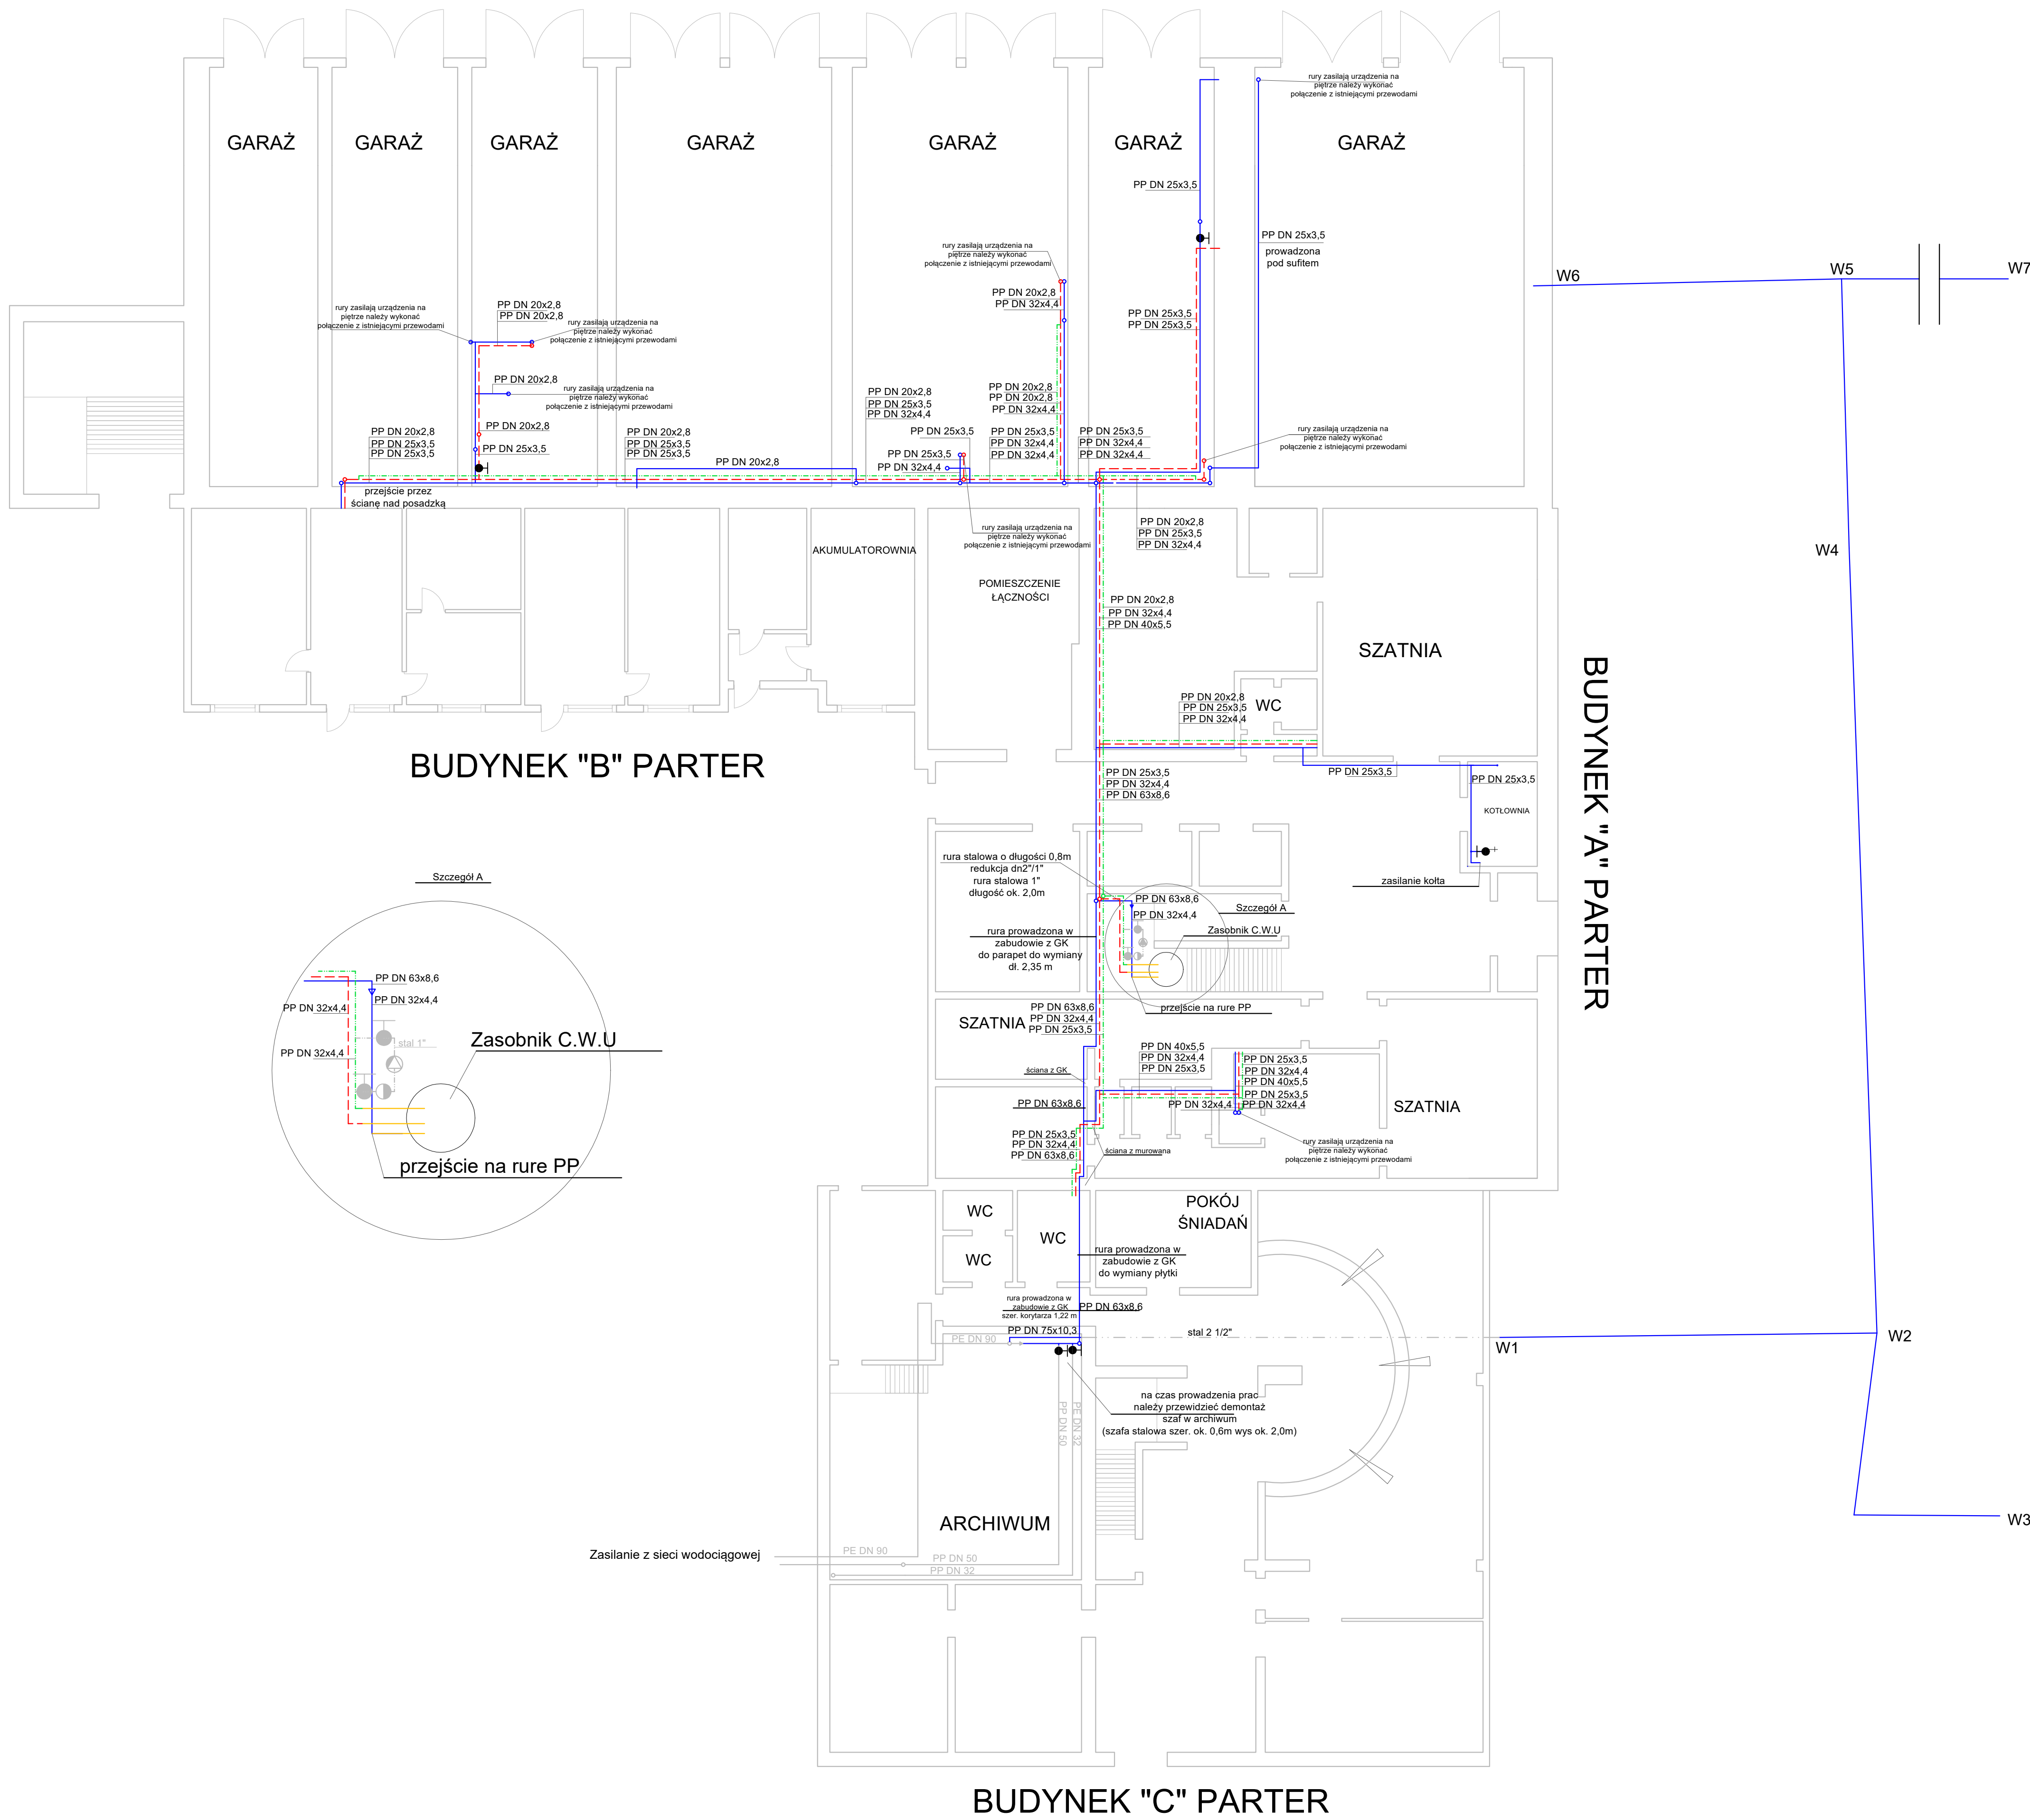 rury zasilają urządzenia na
piętrze należy wykonać
połączenie z istniejącymi przewodami
GARAŻ
GARAŻ
GARAŻ
GARAŻ
GARAŻ
GARAŻ
GARAŻ
PP DN 25x3,5
PP DN 25x3,5
prowadzona
pod sufitem
rury zasilają urządzenia na
piętrze należy wykonać
połączenie z istniejącymi przewodami
W6
W5
W7
PP DN 20x2,8
PP DN 32x4,4
rury zasilają urządzenia na
piętrze należy wykonać
połączenie z istniejącymi przewodami
PP DN 20x2,8
PP DN 20x2,8
rury zasilają urządzenia na
piętrze należy wykonać
połączenie z istniejącymi przewodami
PP DN 25x3,5
PP DN 25x3,5
PP DN 20x2,8
rury zasilają urządzenia na
piętrze należy wykonać
połączenie z istniejącymi przewodami
PP DN 20x2,8
PP DN 25x3,5
PP DN 32x4,4
PP DN 20x2,8
PP DN 20x2,8
PP DN 32x4,4
PP DN 20x2,8
PP DN 25x3,5
PP DN 25x3,5
PP DN 20x2,8
PP DN 25x3,5
PP DN 20x2,8
PP DN 25x3,5
PP DN 25x3,5
PP DN 20x2,8
PP DN 25x3,5
PP DN 25x3,5
PP DN 32x4,4
PP DN 25x3,5
PP DN 32x4,4
PP DN 32x4,4
PP DN 25x3,5
PP DN 32x4,4
PP DN 32x4,4
rury zasilają urządzenia na
piętrze należy wykonać
połączenie z istniejącymi przewodami
przejście przez
ścianę nad posadzką
rury zasilają urządzenia na
piętrze należy wykonać
połączenie z istniejącymi przewodami
PP DN 20x2,8
PP DN 25x3,5
PP DN 32x4,4
AKUMULATOROWNIA
POMIESZCZENIE
ŁĄCZNOŚCI
W4
PP DN 20x2,8
PP DN 32x4,4
PP DN 40x5,5
SZATNIA
PP DN 20x2,8
PP DN 25x3,5
PP DN 32x4,4
WC
BUDYNEK "B" PARTER
BUDYNEK "A" PARTER
PP DN 25x3,5
PP DN 32x4,4
PP DN 63x8,6
PP DN 25x3,5
PP DN 25x3,5
KOTŁOWNIA
zasilanie kołta
Szczegół A
rura stalowa o długości 0,8m
redukcja dn2"/1"
rura stalowa 1"
długość ok. 2,0m
PP DN 63x8,6
PP DN 32x4,4
Szczegół A
Zasobnik C.W.U
rura prowadzona w
zabudowie z GK
do parapet do wymiany
dł. 2,35 m
przejście na rure PP
PP DN 63x8,6
PP DN 32x4,4
PP DN 32x4,4
PP DN 32x4,4
stal 1"
Zasobnik C.W.U
przejście na rure PP
SZATNIA
PP DN 63x8,6
PP DN 32x4,4
PP DN 25x3,5
PP DN 40x5,5
PP DN 32x4,4
PP DN 25x3,5
PP DN 25x3,5
PP DN 32x4,4
PP DN 40x5,5
PP DN 25x3,5
PP DN 32x4,4
PP DN 32x4,4
ściana z GK
PP DN 63x8,6
SZATNIA
PP DN 25x3,5
PP DN 32x4,4
PP DN 63x8,6
ściana z murowana
rury zasilają urządzenia na
piętrze należy wykonać
połączenie z istniejącymi przewodami
POKÓJ
ŚNIADAŃ
WC
WC
WC
rura prowadzona w
zabudowie z GK
do wymiany płytki
rura prowadzona w
zabudowie z GK
szer. korytarza 1,22 m
PP DN 63x8,6
PP DN 75x10,3
PE DN 90
stal 2 1/2"
W1
W2
na czas prowadzenia prac
należy przewidzieć demontaż
szaf w archiwum
(szafa stalowa szer. ok. 0,6m wys ok. 2,0m)
PP DN 50
PE DN 32
ARCHIWUM
W3
Zasilanie z sieci wodociągowej
PE DN 90
PP DN 50
PP DN 32
BUDYNEK "C" PARTER